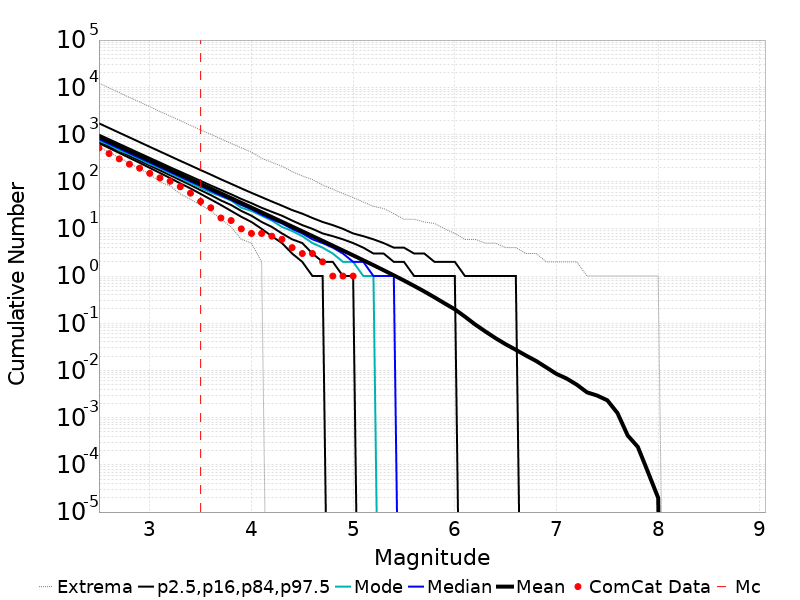 10^5
10^4
10^3
10^2
10^1
10^0
10^-1
10^-2
10^-3
10^-4
10^-5
Cumulative Number
3 4 5 6 7 8 9
Magnitude
Extrema p2.5,p16,p84,p97.5 Mode Median Mean ComCat Data Mc